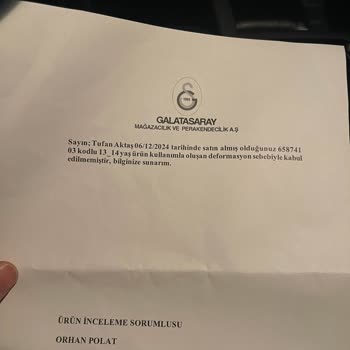 GALATASARAY
MAĞAZACILIK VE PERAKENDECİLİK A.Ş
Sayın; Tufan Aktaş 06/12/2024 tarihinde satın almış olduğunuz 658741
03 kodlu 13_14 yaş ürün kullanımla oluşan deformasyon sebebiyle kabul
edilmemiştir, bilginize sunarım.
ÜRÜN İNCELEME SORUMLUSU
ORHAN POLAT